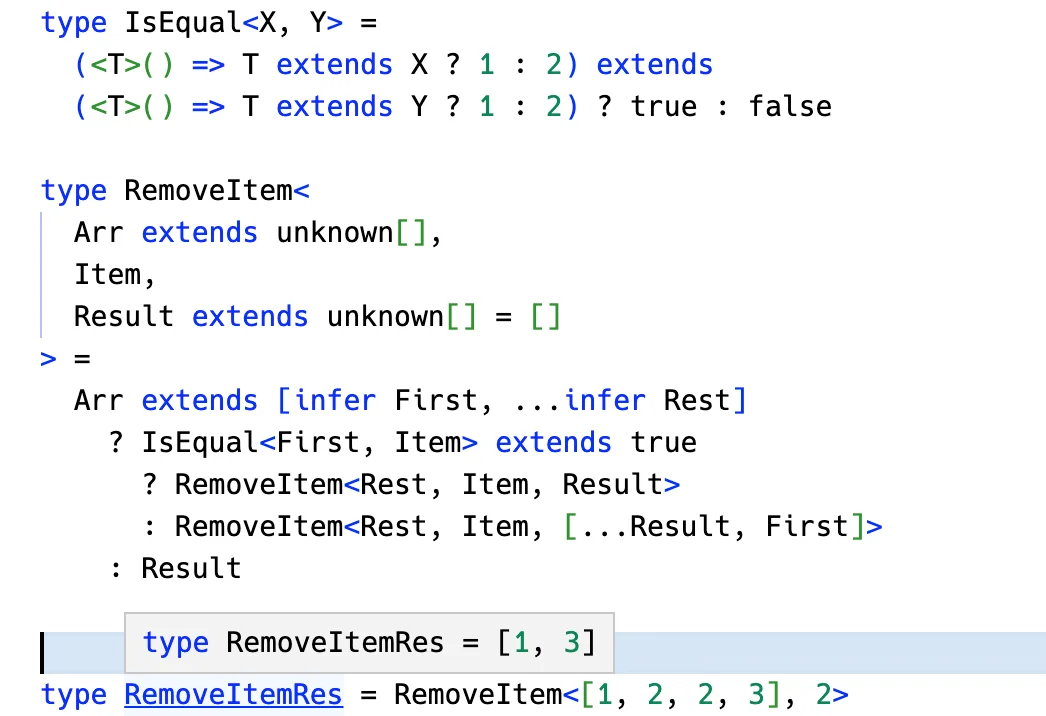 type IsEqual<X, Y> =
(<T>() => T extends X ? 1 : 2) extends
(<T>() => T extends Y ? 1 : 2) ? true : false
type RemoveItem<
Arr extends unknown[],
Item,
Result extends unknown[] = []
> =
Arr extends [infer First, ...infer Rest]
? IsEqual<First, Item> extends true
? RemoveItem<Rest, Item, Result>
: RemoveItem<Rest, Item, [...Result, First]>
: Result
type RemoveItemRes = [1, 3]
type RemoveItemRes = RemoveItem<[1, 2, 2, 3], 2>